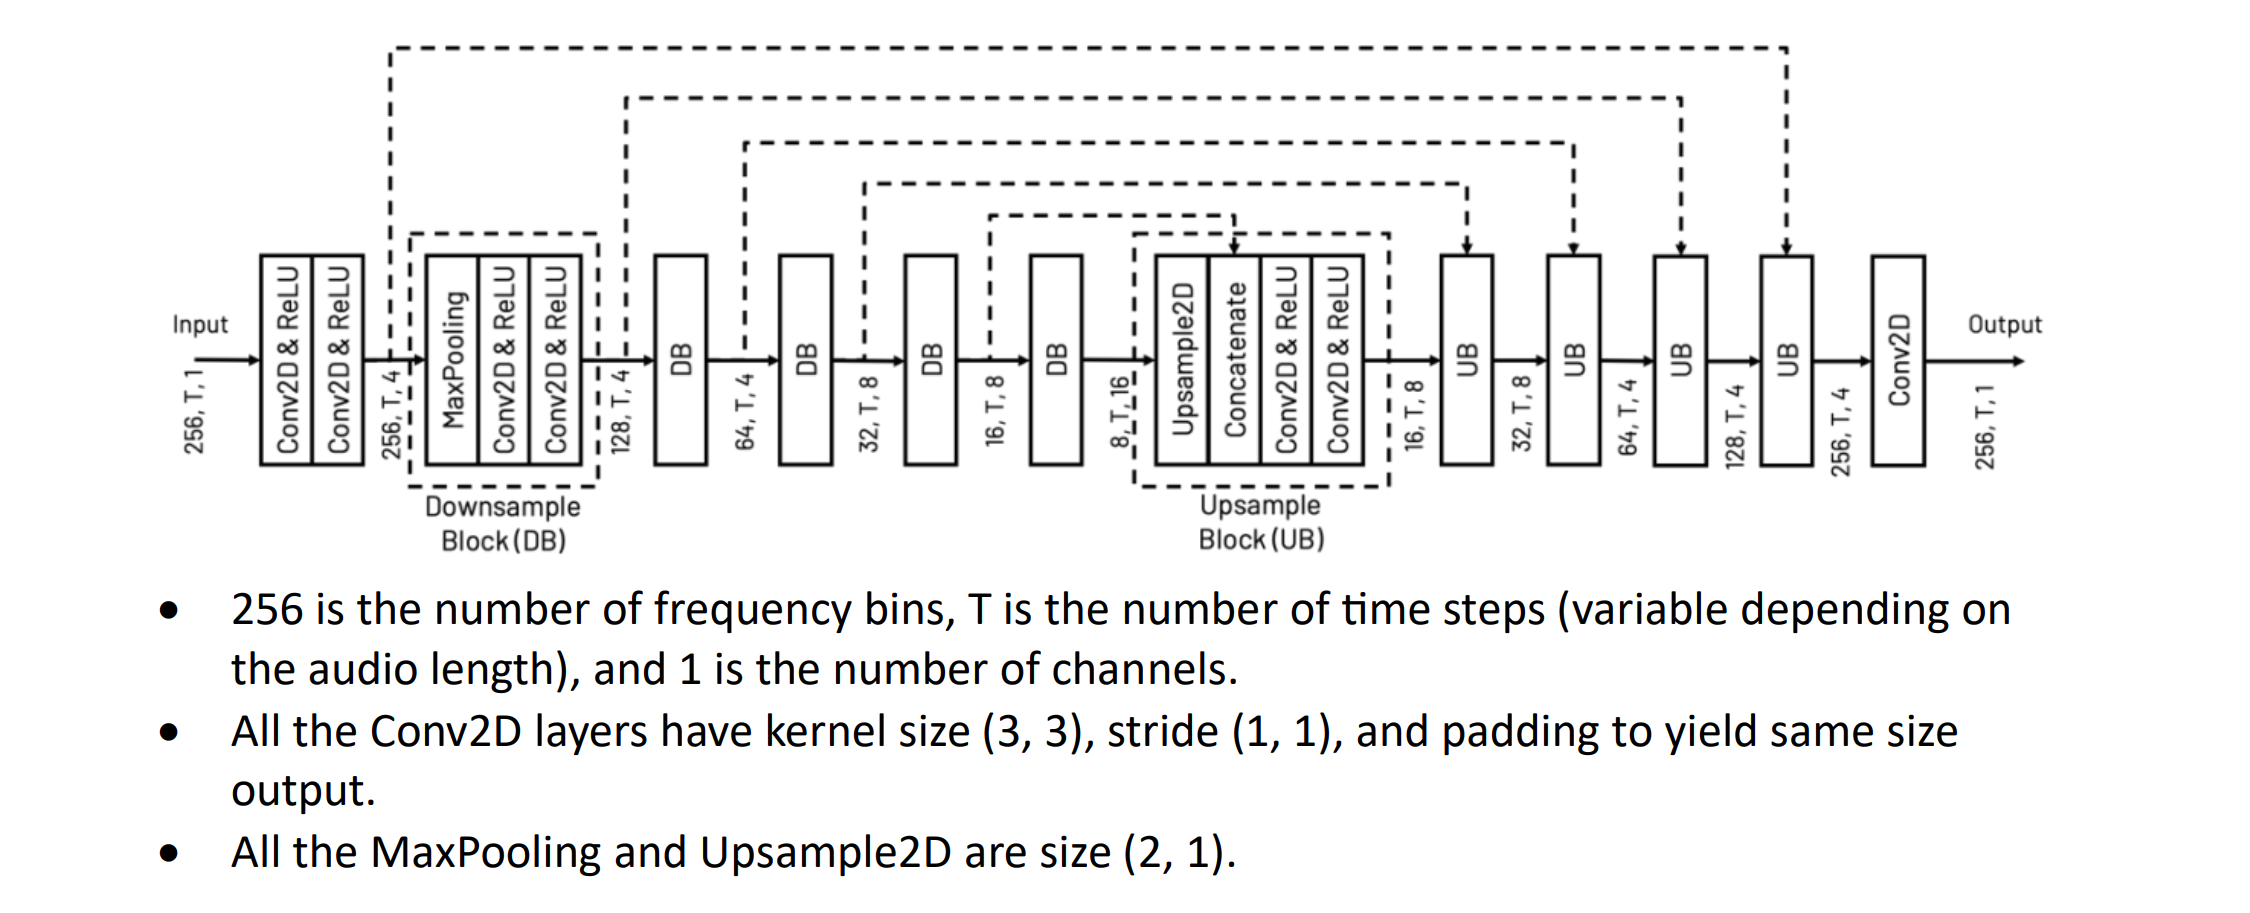 Input
256, T, 1
Conv2D & ReLU
Conv2D & ReLU
256, T, 4
MaxPooling
Conv2D & ReLU
Conv2D & ReLU
Downsample
Block (DB)
128, T, 4
DB
64, T, 4
DB
32, T, 8
DB
16, T, 8
DB
8, T, 16
Upsample2D
Concatenate
Conv2D & ReLU
Conv2D & ReLU
Upsample
Block (UB)
16, T, 8
UB
32, T, 8
UB
64, T, 4
UB
128, T, 4
UB
256, T, 4
Conv2D
Output
256, T, 1
• 256 is the number of frequency bins, T is the number of time steps (variable depending on
the audio length), and 1 is the number of channels.
• All the Conv2D layers have kernel size (3, 3), stride (1, 1), and padding to yield same size
output.
• All the MaxPooling and Upsample2D are size (2, 1).